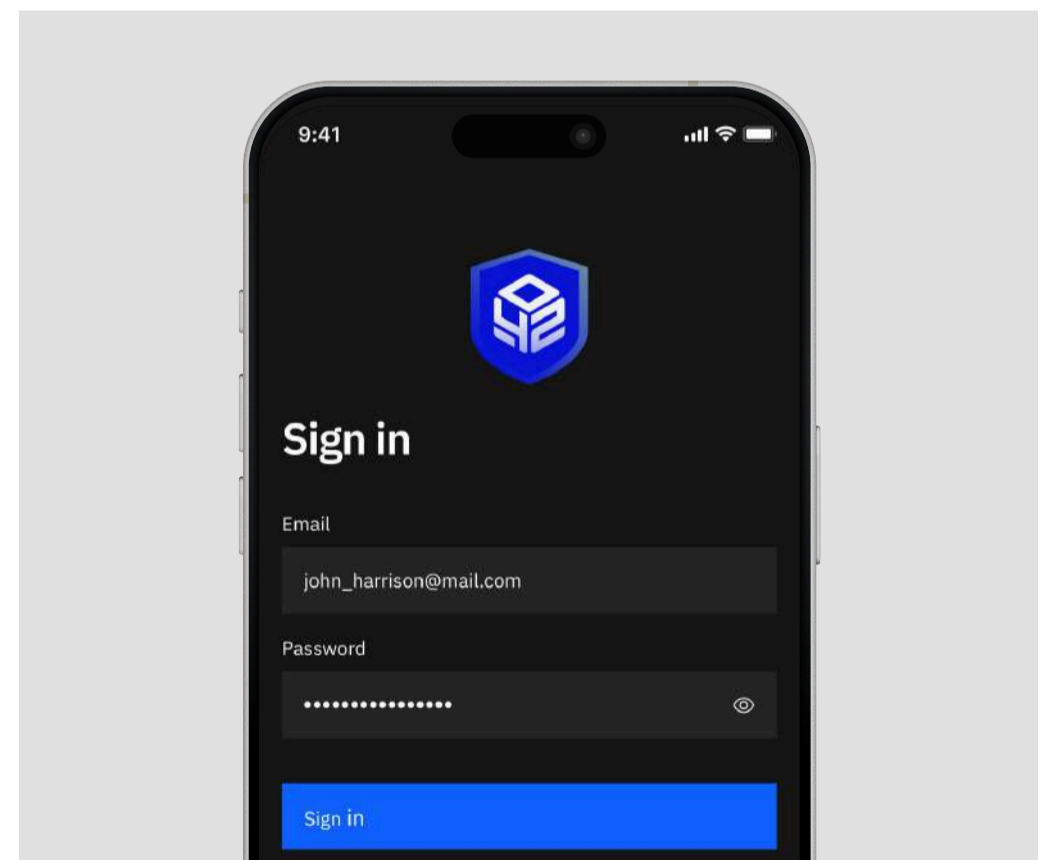 9:41
Sign in
Email
john_harrison@mail.com
Password
••••••••••••••••
Sign in